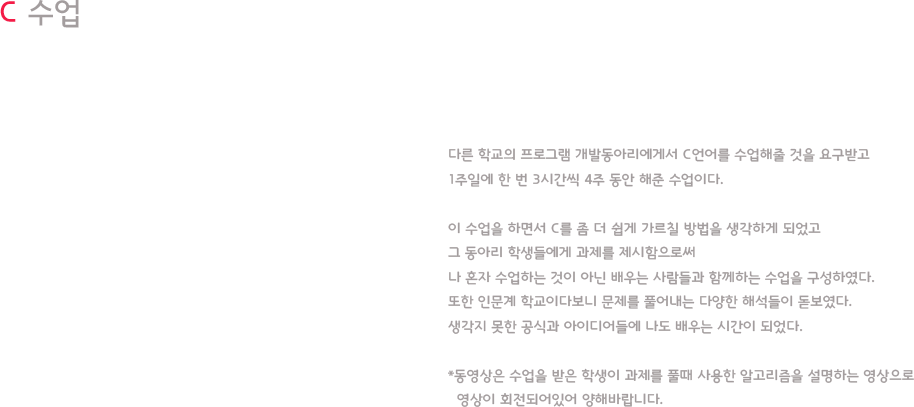 C 수업
다른 학교의 프로그램 개발동아리에게서 C언어를 수업해줄 것을 요구받고
1주일에 한 번 3시간씩 4주 동안 해준 수업이다.
이 수업을 하면서 C를 좀 더 쉽게 가르칠 방법을 생각하게 되었고
그 동아리 학생들에게 과제를 제시함으로써
나 혼자 수업하는 것이 아닌 배우는 사람들과 함께하는 수업을 구성하였다.
또한 인문계 학교이다보니 문제를 풀어내는 다양한 해석들이 돋보였다.
생각지 못한 공식과 아이디어들에 나도 배우는 시간이 되었다.
*동영상은 수업을 받은 학생이 과제를 풀때 사용한 알고리즘을 설명하는 영상으로
영상이 회전되어있어 양해바랍니다.